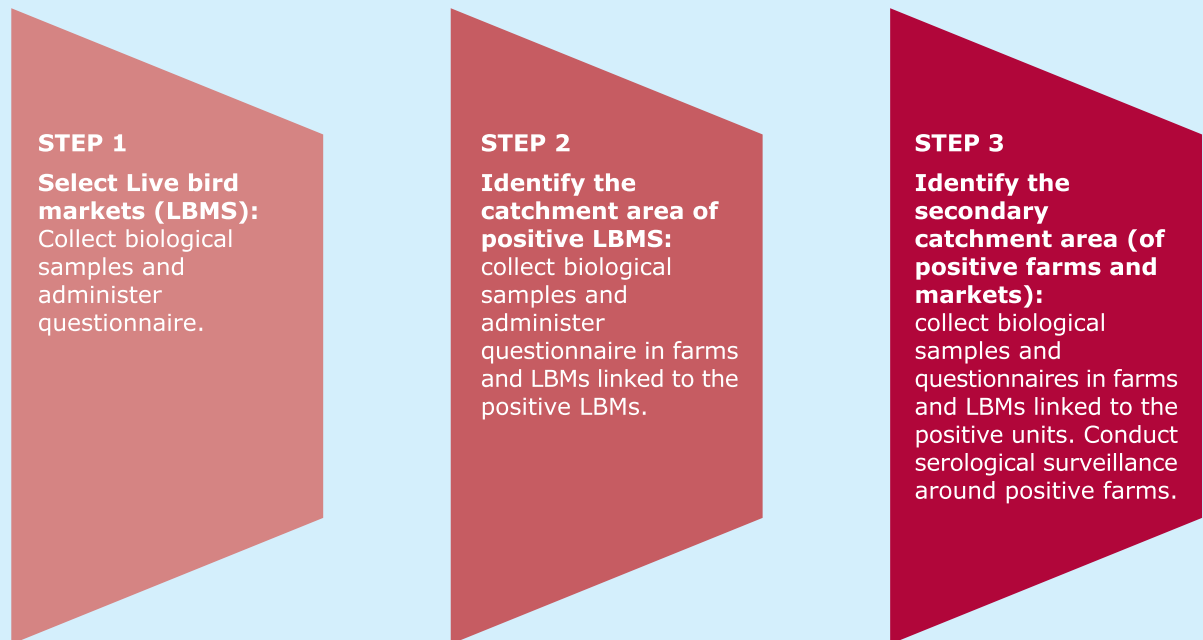 STEP 1
Select Live bird
markets (LBMS):
Collect biological
samples and
administer
questionnaire.
STEP 2
Identify the
catchment area of
positive LBMS:
collect biological
samples and
administer
questionnaire in farms
and LBMs linked to the
positive LBMs.
STEP 3
Identify the
secondary
catchment area (of
positive farms and
markets):
collect biological
samples and
questionnaires in farms
and LBMs linked to the
positive units. Conduct
serological surveillance
around positive farms.